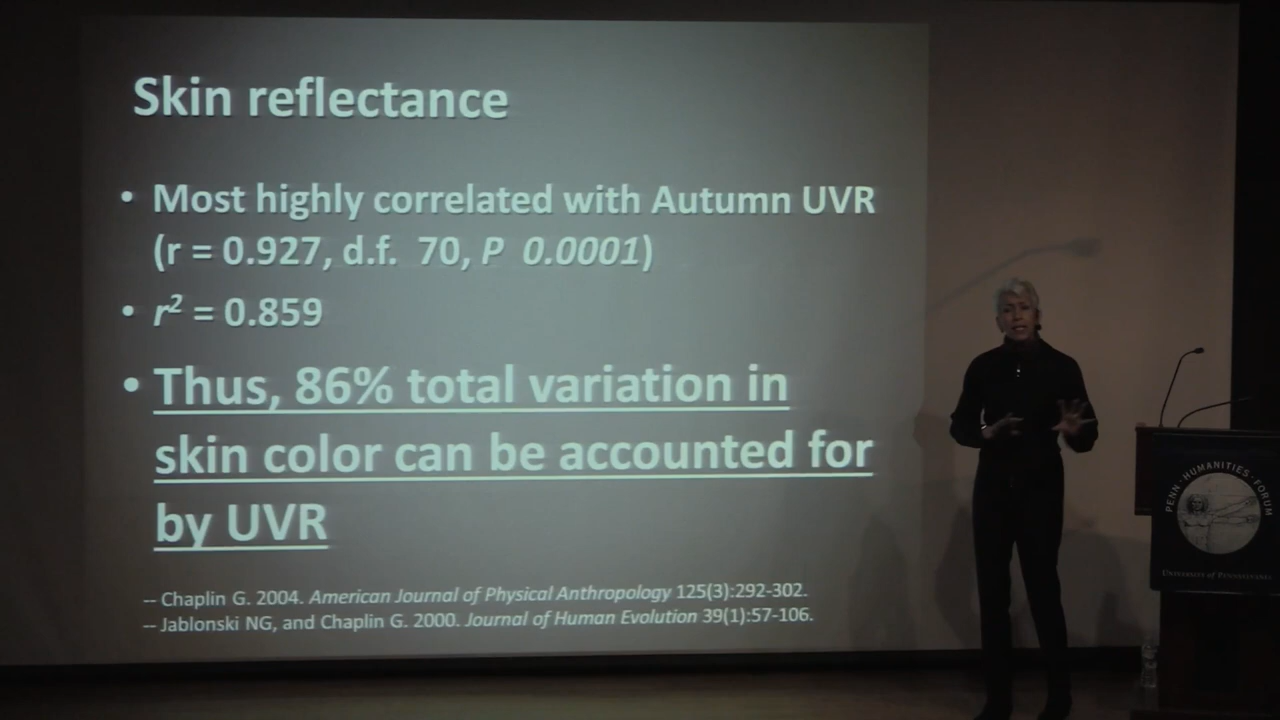 Skin reflectance
• Most highly correlated with Autumn UVR
(r = 0.927, d.f. 70, P 0.0001)
• r² = 0.859
• Thus, 86% total variation in
skin color can be accounted for
by UVR
-- Chaplin G. 2004. American Journal of Physical Anthropology 125(3):292-302.
-- Jablonski NG, and Chaplin G. 2000. Journal of Human Evolution 39(1):57-106.
PENN · HUMANITIES · FORUM
UNIVERSITY of PENNSYLVANIA